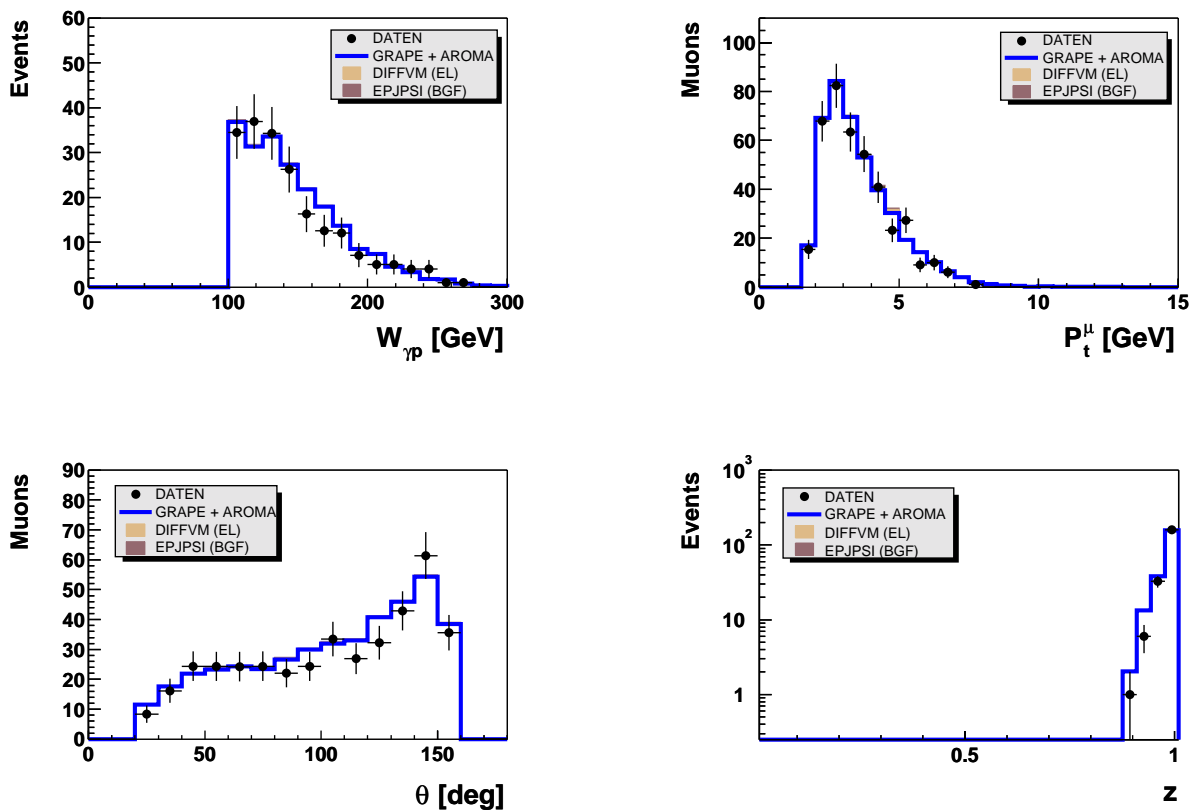 Events
60
50
40
30
20
10
0
DATEN
GRAPE + AROMA
DIFFVM (EL)
EPJPSI (BGF)
0 100 200 300
W_γp [GeV]
Muons
100
80
60
40
20
0
DATEN
GRAPE + AROMA
DIFFVM (EL)
EPJPSI (BGF)
0 5 10 15
P_t^μ [GeV]
Muons
90
80
70
60
50
40
30
20
10
0
DATEN
GRAPE + AROMA
DIFFVM (EL)
EPJPSI (BGF)
0 50 100 150
θ [deg]
Events
10^3
10^2
10
1
DATEN
GRAPE + AROMA
DIFFVM (EL)
EPJPSI (BGF)
0.5 1
z